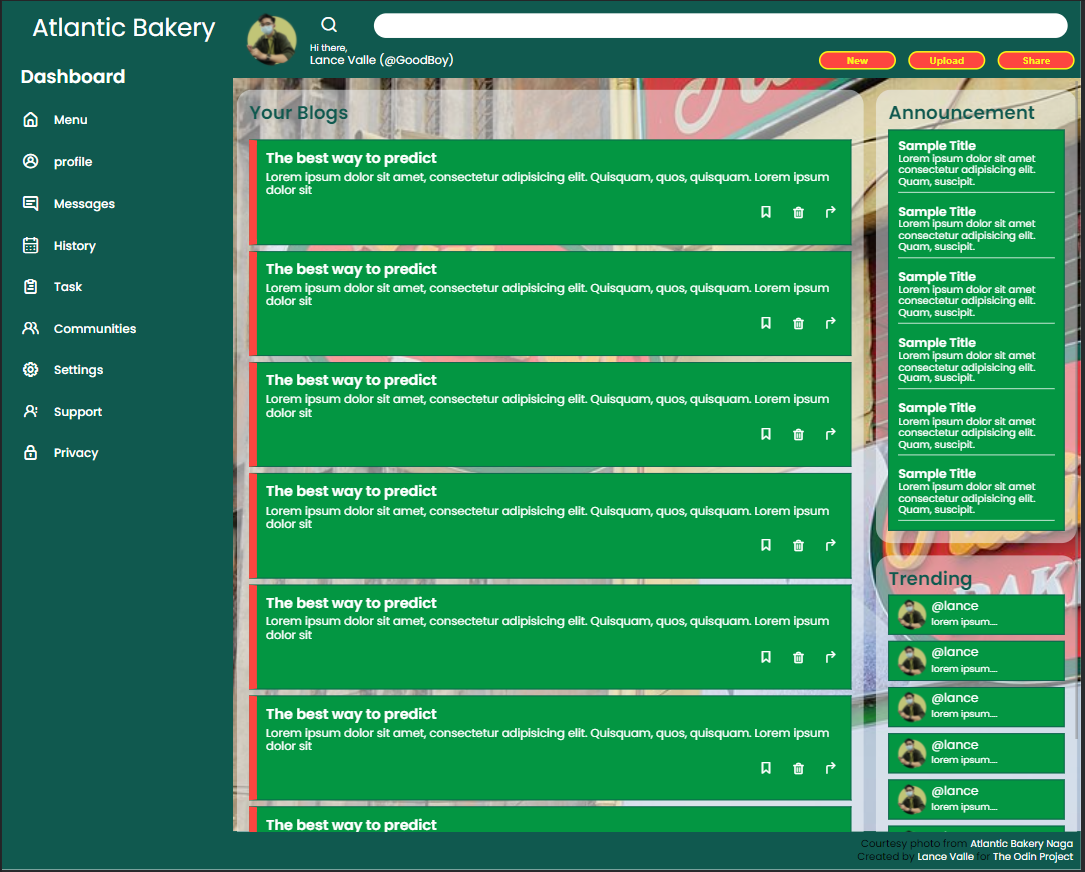 Atlantic Bakery
Hi there,
Lance Valle (@GoodBoy)
New
Upload
Share
Dashboard
Menu
profile
Messages
History
Task
Communities
Settings
Support
Privacy
Your Blogs
The best way to predict
Lorem ipsum dolor sit amet, consectetur adipisicing elit. Quisquam, quos, quisquam. Lorem ipsum
dolor sit
The best way to predict
Lorem ipsum dolor sit amet, consectetur adipisicing elit. Quisquam, quos, quisquam. Lorem ipsum
dolor sit
The best way to predict
Lorem ipsum dolor sit amet, consectetur adipisicing elit. Quisquam, quos, quisquam. Lorem ipsum
dolor sit
The best way to predict
Lorem ipsum dolor sit amet, consectetur adipisicing elit. Quisquam, quos, quisquam. Lorem ipsum
dolor sit
The best way to predict
Lorem ipsum dolor sit amet, consectetur adipisicing elit. Quisquam, quos, quisquam. Lorem ipsum
dolor sit
The best way to predict
Lorem ipsum dolor sit amet, consectetur adipisicing elit. Quisquam, quos, quisquam. Lorem ipsum
dolor sit
The best way to predict
Announcement
Sample Title
Lorem ipsum dolor sit amet
consectetur adipisicing elit.
Quam, suscipit.
Sample Title
Lorem ipsum dolor sit amet
consectetur adipisicing elit.
Quam, suscipit.
Sample Title
Lorem ipsum dolor sit amet
consectetur adipisicing elit.
Quam, suscipit.
Sample Title
Lorem ipsum dolor sit amet
consectetur adipisicing elit.
Quam, suscipit.
Sample Title
Lorem ipsum dolor sit amet
consectetur adipisicing elit.
Quam, suscipit.
Sample Title
Lorem ipsum dolor sit amet
consectetur adipisicing elit.
Quam, suscipit.
Trending
@lance
lorem ipsum....
@lance
lorem ipsum....
@lance
lorem ipsum....
@lance
lorem ipsum....
@lance
lorem ipsum....
Courtesy photo from Atlantic Bakery Naga
Created by Lance Valle for The Odin Project